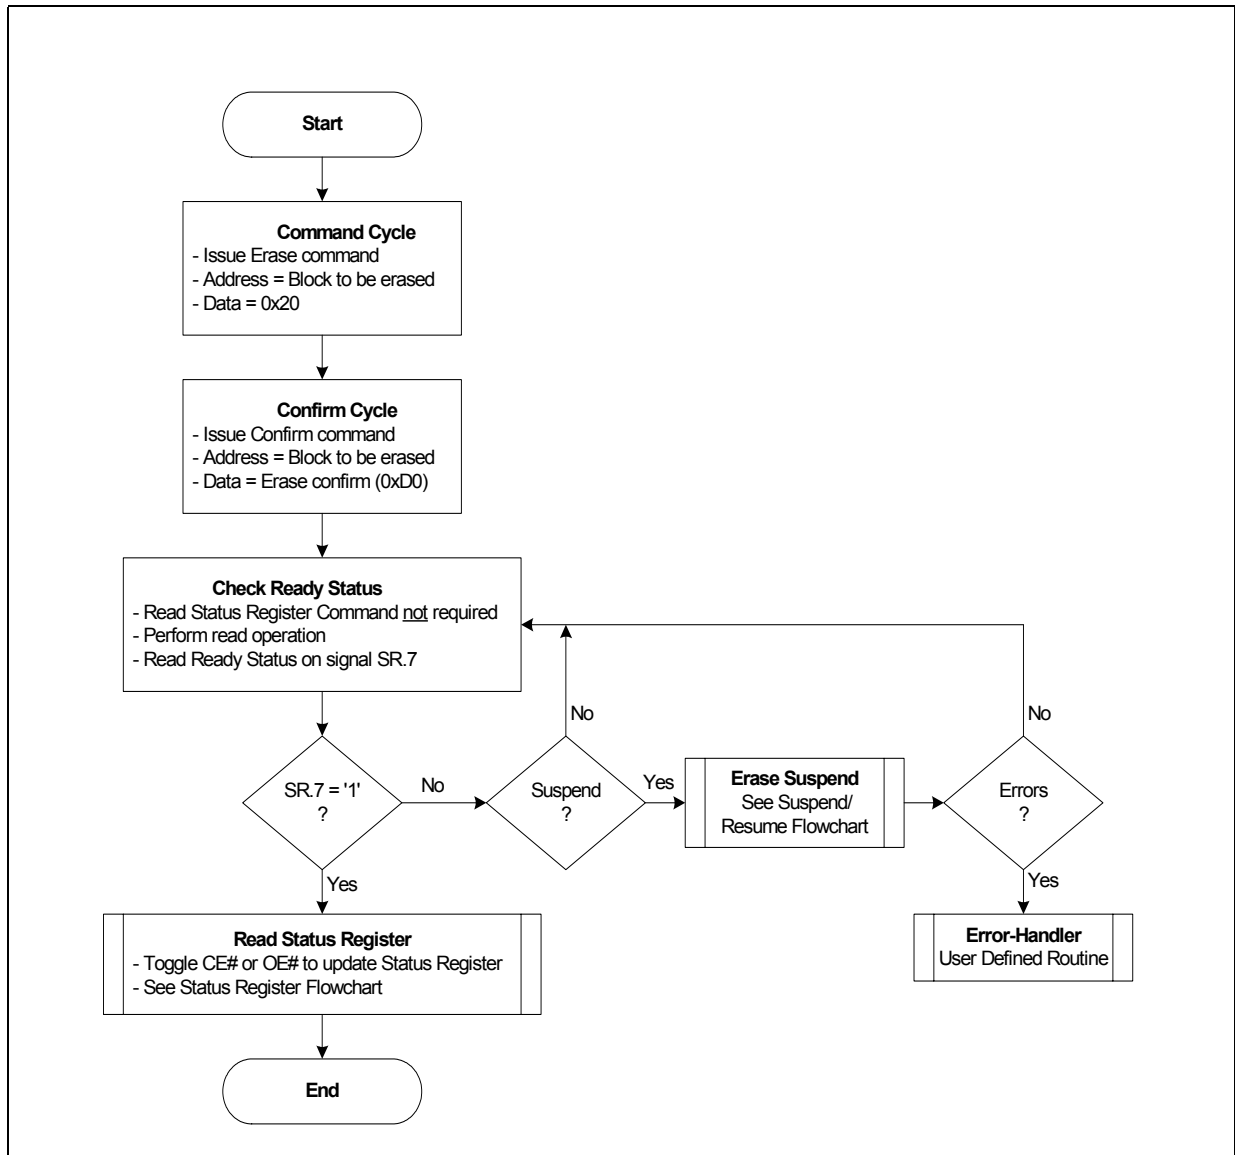 Start
Command Cycle
- Issue Erase command
- Address = Block to be erased
- Data = 0x20
Confirm Cycle
- Issue Confirm command
- Address = Block to be erased
- Data = Erase confirm (0xD0)
Check Ready Status
- Read Status Register Command not required
- Perform read operation
- Read Ready Status on signal SR.7
No
No
SR.7 = '1'
?
No
Suspend
?
Yes
Erase Suspend
See Suspend/
Resume Flowchart
Errors
?
Yes
Yes
Read Status Register
- Toggle CE# or OE# to update Status Register
- See Status Register Flowchart
Error-Handler
User Defined Routine
End